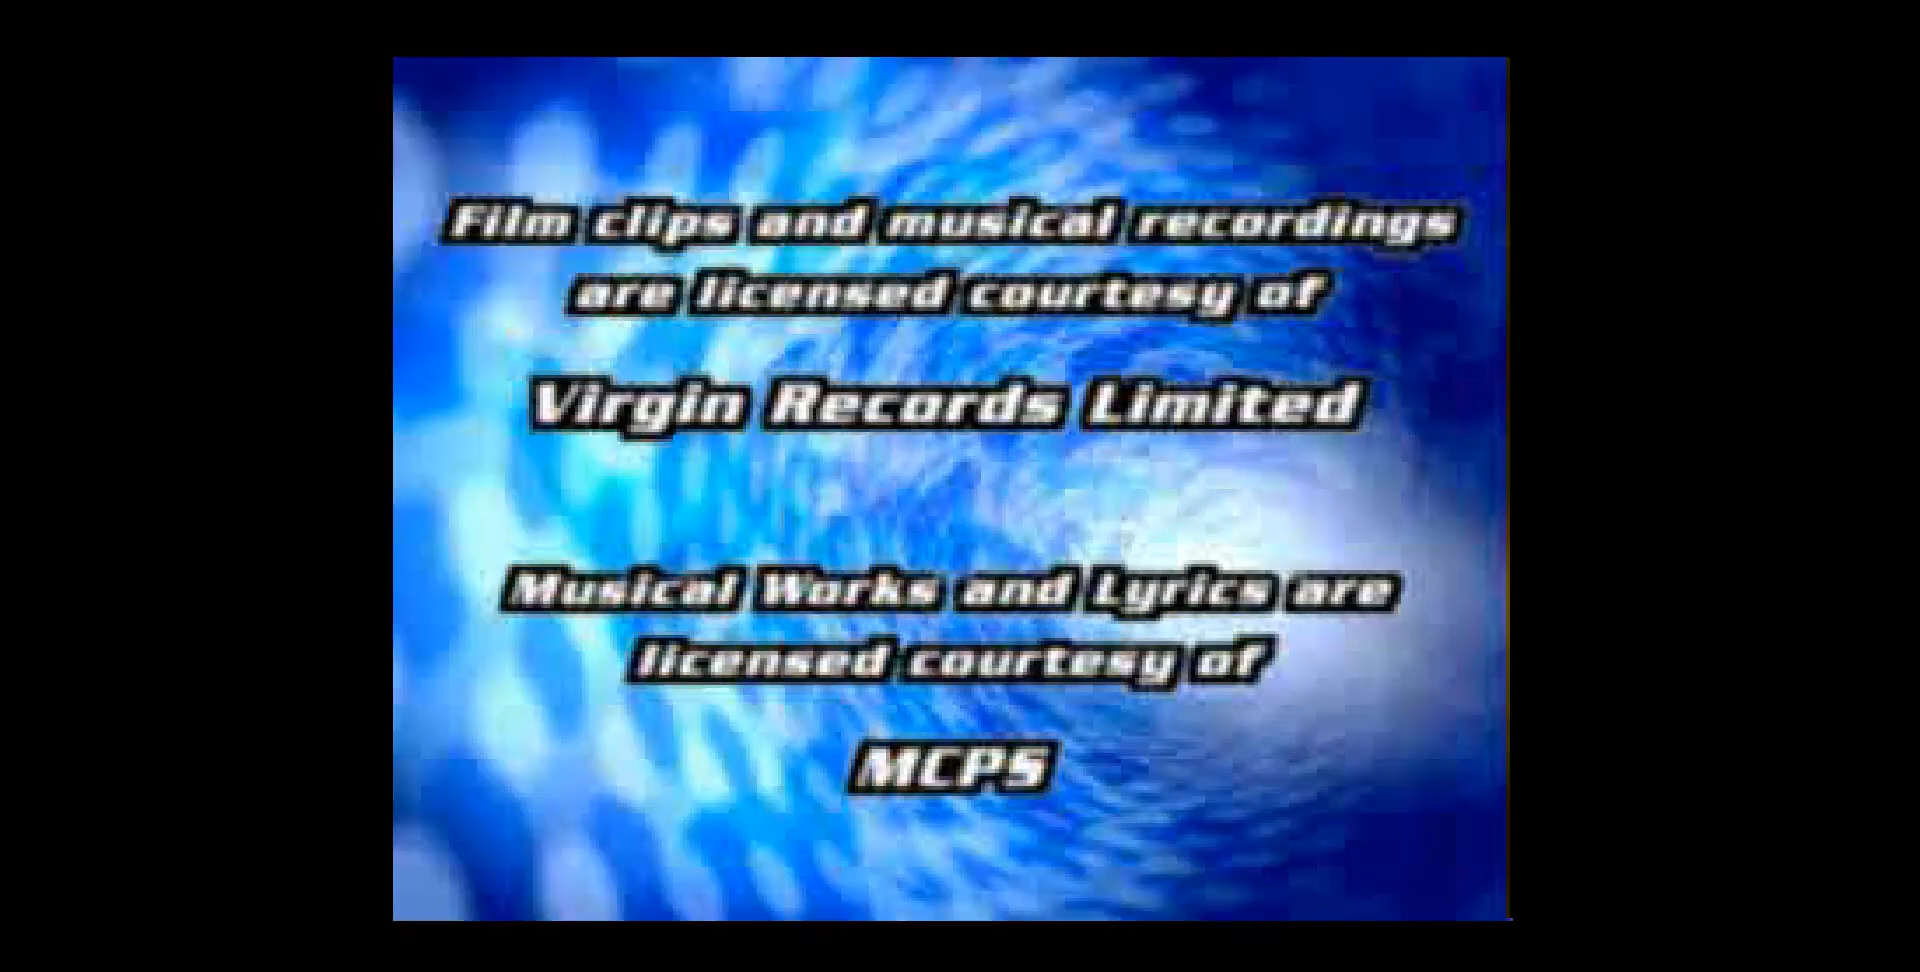 Film clips and musical recordings
are licensed courtesy of
Virgin Records Limited
Musical Works and Lyrics are
licensed courtesy of
MCPS